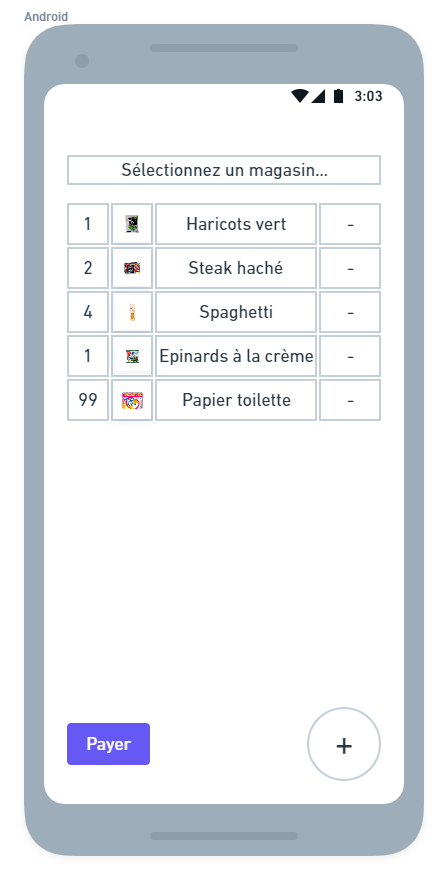 Android
3:03
Sélectionnez un magasin...
1 Haricots vert -
2 Steak haché -
4 Spaghetti -
1 Epinards à la crème -
99 Papier toilette -
Payer +